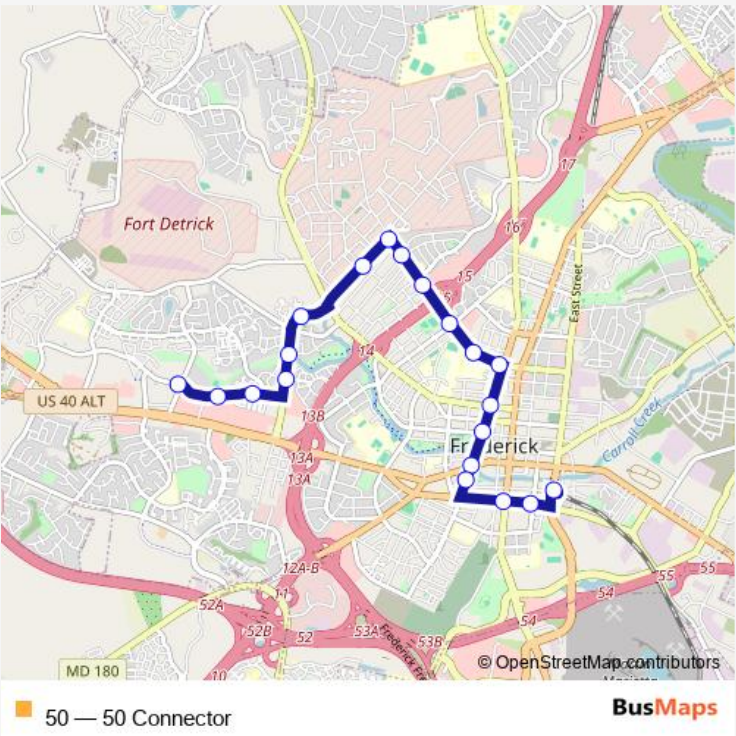 17
Fort Detrick
16
15
East Street
14
US 40 ALT
13B
Frederick
Carroll Creek
13A
13A
12A-B
55
55
11
54
52A
54
52B
52
53A
53B
MD 180
10
© OpenStreetMap contributors
50 — 50 Connector
BusMaps